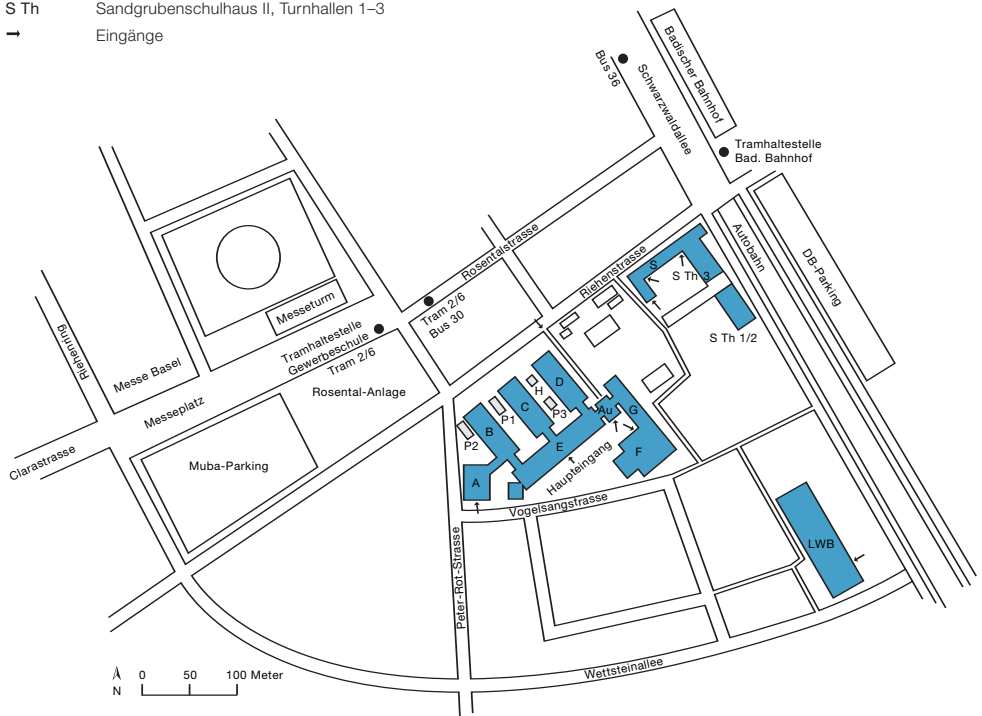 S Th Sandgrubenschulhaus II, Turnhallen 1–3
→ Eingänge
Badischer Bahnhof
Bus 36
Schwarzwaldallee
Tramhaltestelle
Bad. Bahnhof
Autobahn
DB-Parking
Rosentalstrasse
Riehenstrasse
S
S Th 3
S Th 1/2
Messeturm
Tram 2/6
Bus 30
Tramhaltestelle
Gewerbeschule
Tram 2/6
Riehenring
Messe Basel
Messeplatz
Rosental-Anlage
Clarastrasse
Muba-Parking
D
H
C
P1
P3
Au
G
B
P2
E
F
A
Haupteingang
Vogelsangstrasse
LWB
Peter-Rot-Strasse
Wettsteinallee
N
0 50 100 Meter